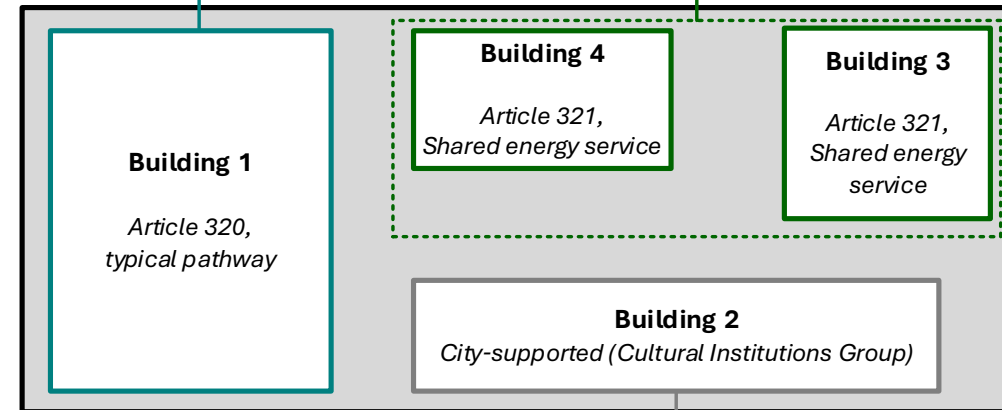 Building 1
Article 320,
typical pathway
Building 4
Article 321,
Shared energy service
Building 3
Article 321,
Shared energy
service
Building 2
City-supported (Cultural Institutions Group)